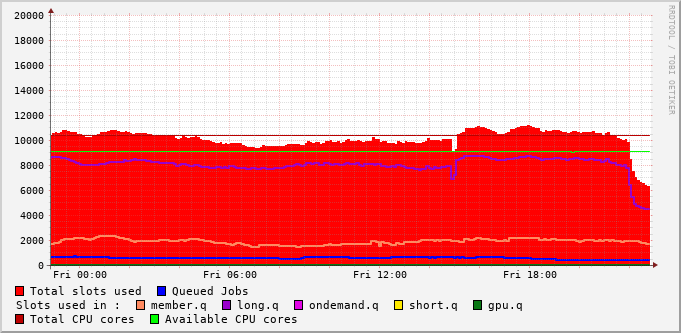 RRDTOOL / TOBI OETIKER
20000
18000
16000
14000
12000
10000
8000
6000
4000
2000
0
Fri 00:00 Fri 06:00 Fri 12:00 Fri 18:00
Total slots used Queued Jobs
Slots used in : member.q long.q ondemand.q short.q gpu.q
Total CPU cores Available CPU cores